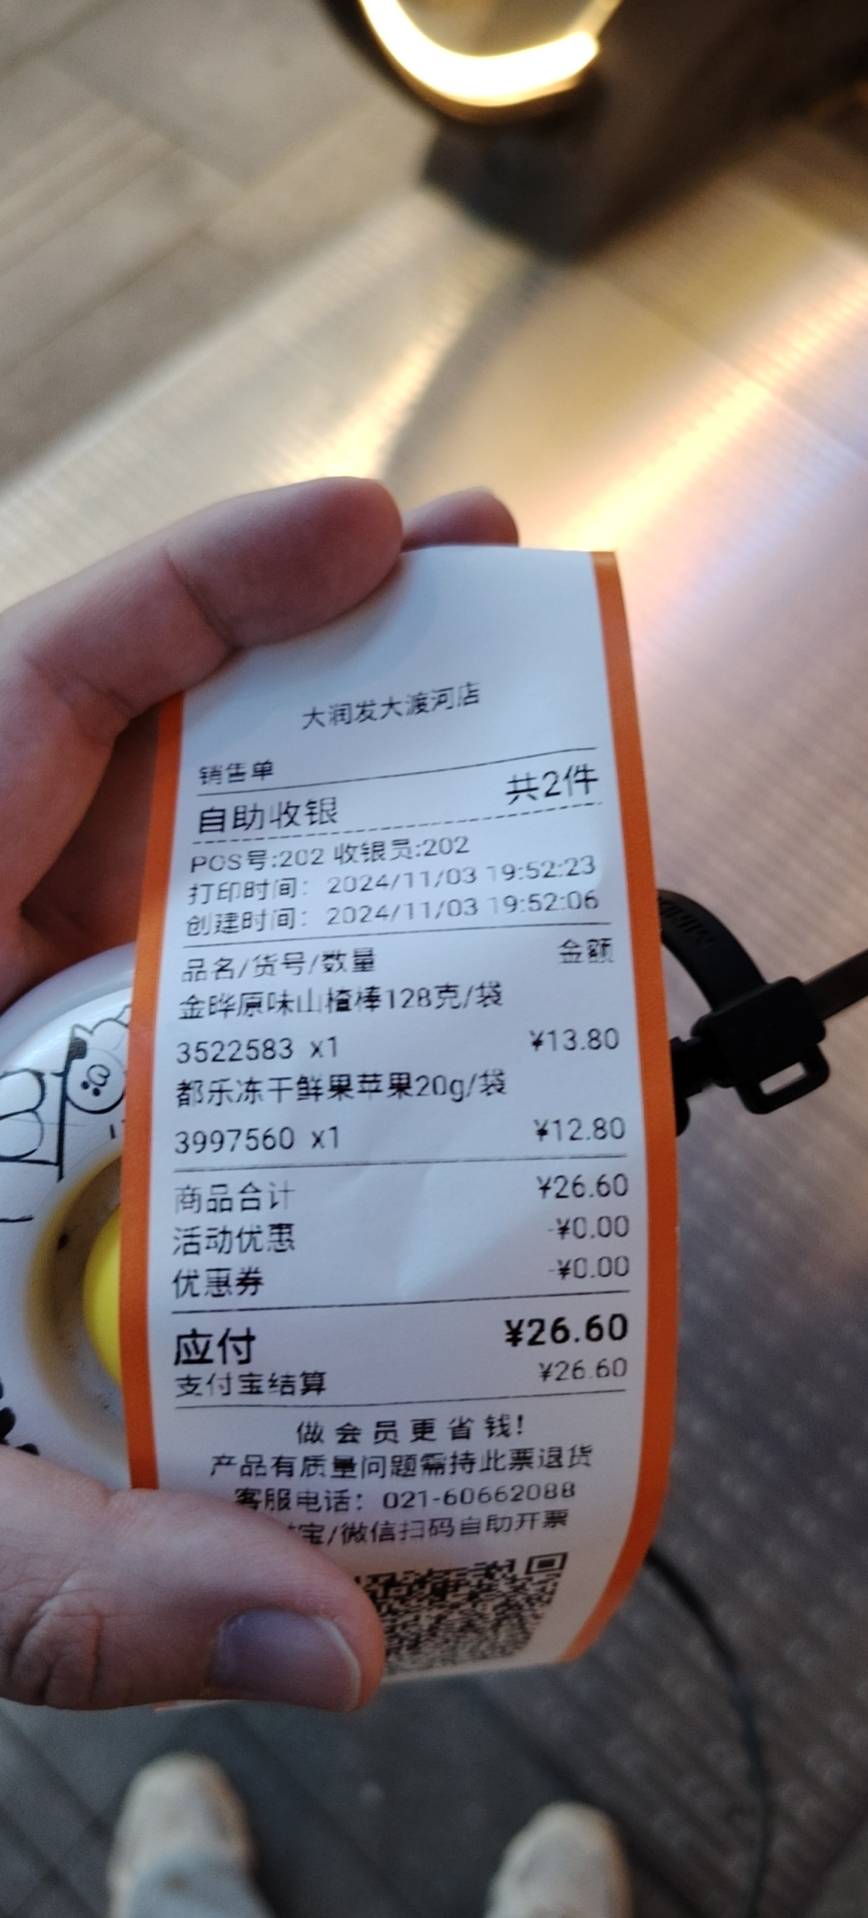 大润发大渡河店
销售单
自助收银 共2件
POS号:202 收银员:202
打印时间: 2024/11/03 19:52:23
创建时间: 2024/11/03 19:52:06
品名/货号/数量 金额
金晔原味山楂棒128克/袋
3522583 x1 ¥13.80
都乐冻干鲜果苹果20g/袋
3997560 x1 ¥12.80
商品合计 ¥26.60
活动优惠 -¥0.00
优惠券 -¥0.00
应付 ¥26.60
支付宝结算 ¥26.60
做会员更省钱!
产品有质量问题需持此票退货
客服电话: 021-60662088
宝/微信扫码自助开票